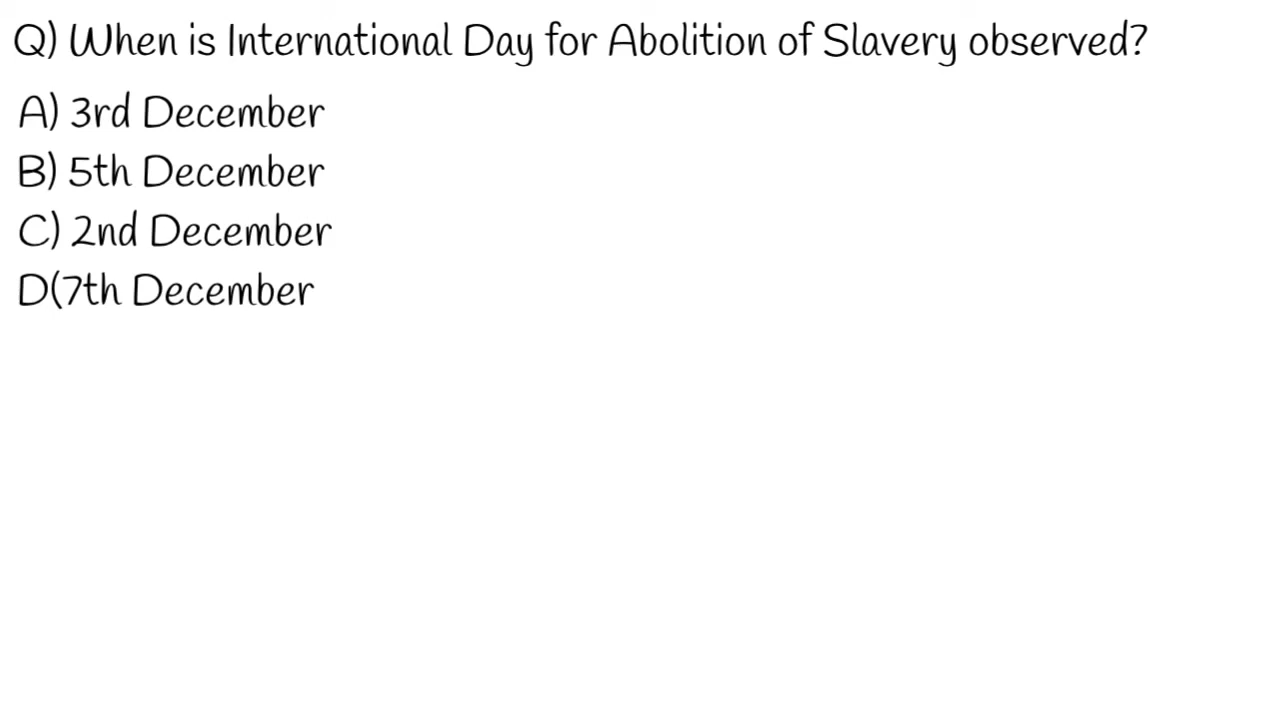 Q) When is International Day for Abolition of Slavery observed?
A) 3rd December
B) 5th December
C) 2nd December
D(7th December